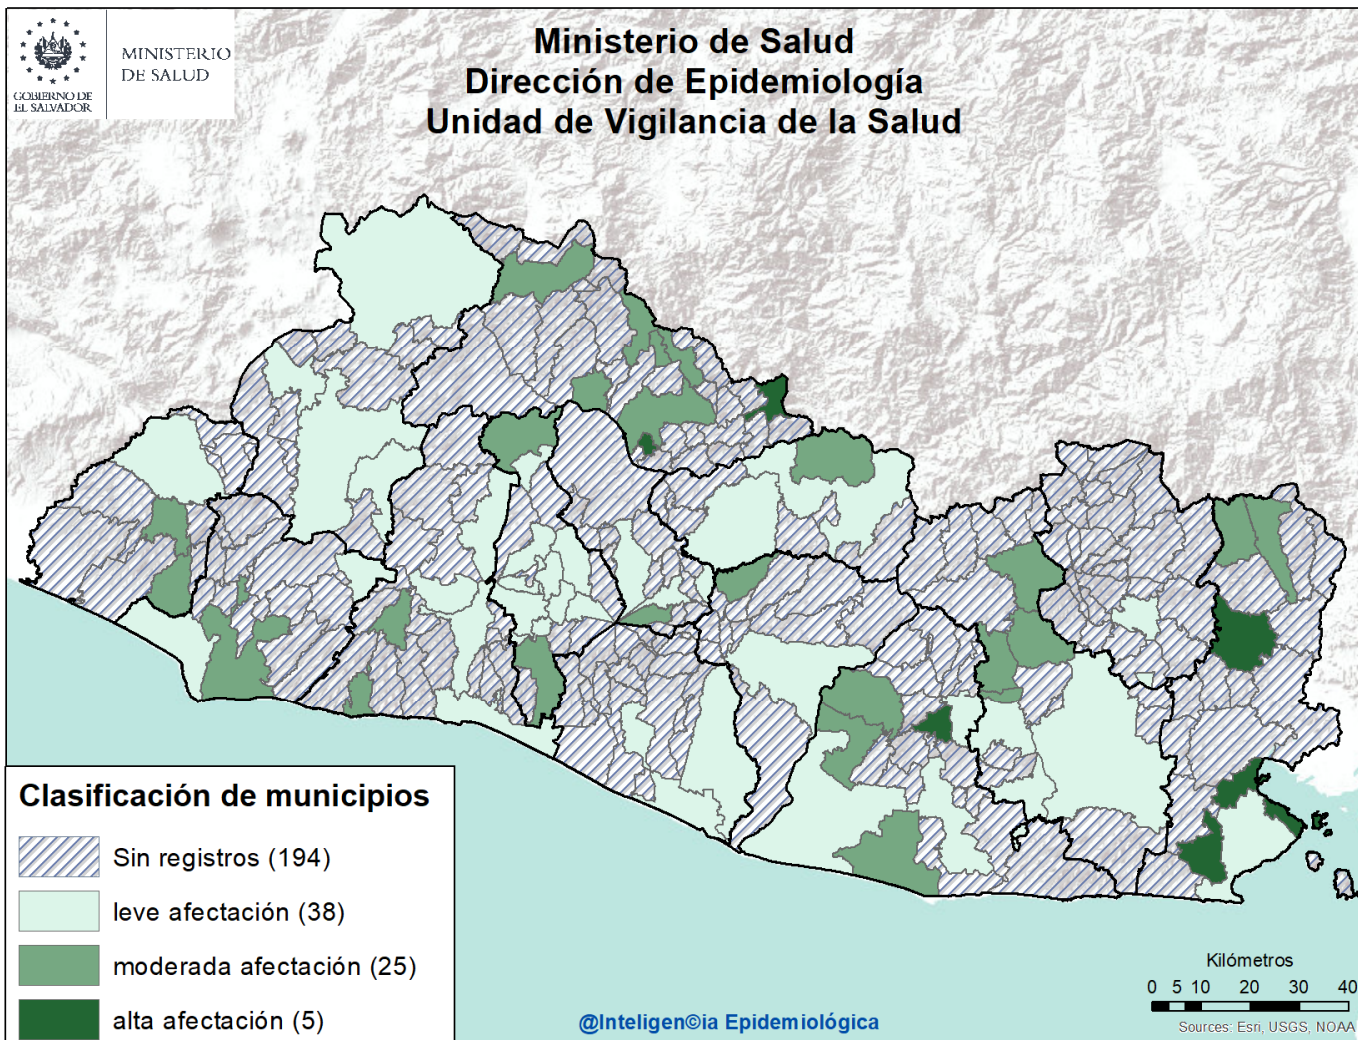 GOBIERNO DE
EL SALVADOR
MINISTERIO
DE SALUD
Ministerio de Salud
Dirección de Epidemiología
Unidad de Vigilancia de la Salud
Clasificación de municipios
Sin registros (194)
leve afectación (38)
moderada afectación (25)
alta afectación (5)
@Inteligen©ia Epidemiológica
Kilómetros
0 5 10 20 30 40
Sources: Esri, USGS, NOAA